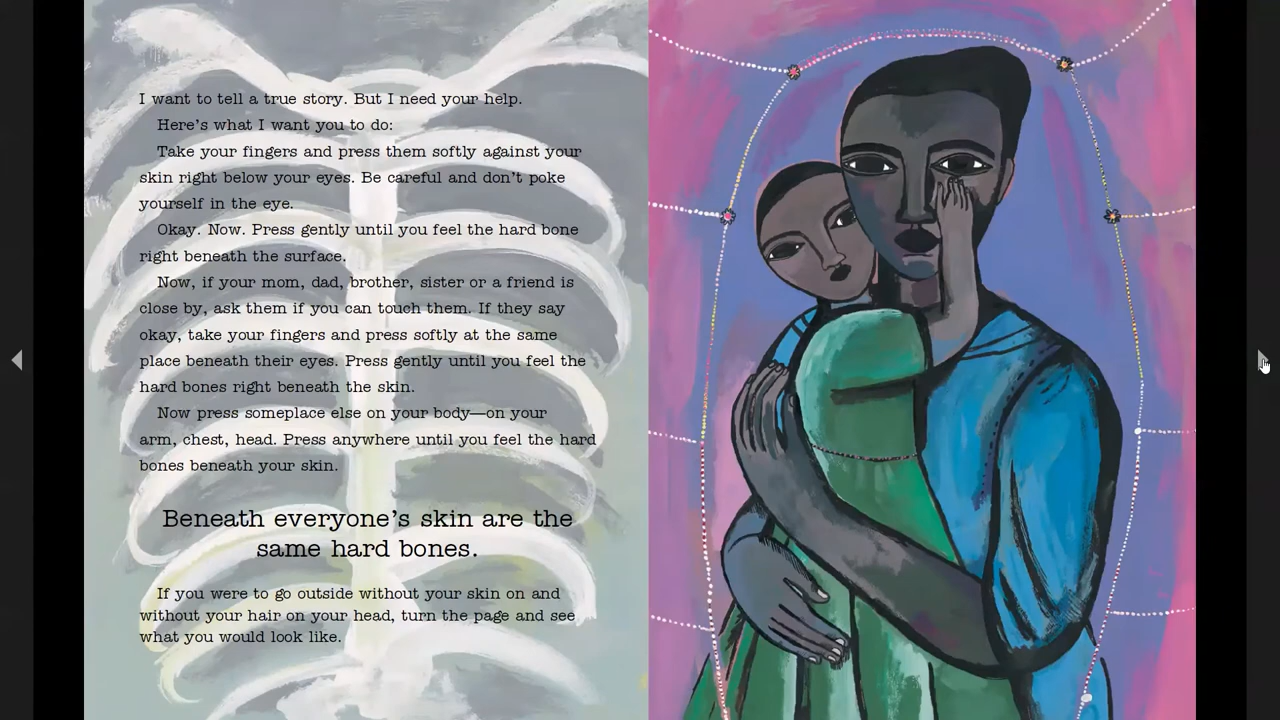 I want to tell a true story. But I need your help.
Here's what I want you to do:
Take your fingers and press them softly against your
skin right below your eyes. Be careful and don't poke
yourself in the eye.
Okay. Now. Press gently until you feel the hard bone
right beneath the surface.
Now, if your mom, dad, brother, sister or a friend is
close by, ask them if you can touch them. If they say
okay, take your fingers and press softly at the same
place beneath their eyes. Press gently until you feel the
hard bones right beneath the skin.
Now press someplace else on your body—on your
arm, chest, head. Press anywhere until you feel the hard
bones beneath your skin.
Beneath everyone's skin are the
same hard bones.
If you were to go outside without your skin on and
without your hair on your head, turn the page and see
what you would look like.